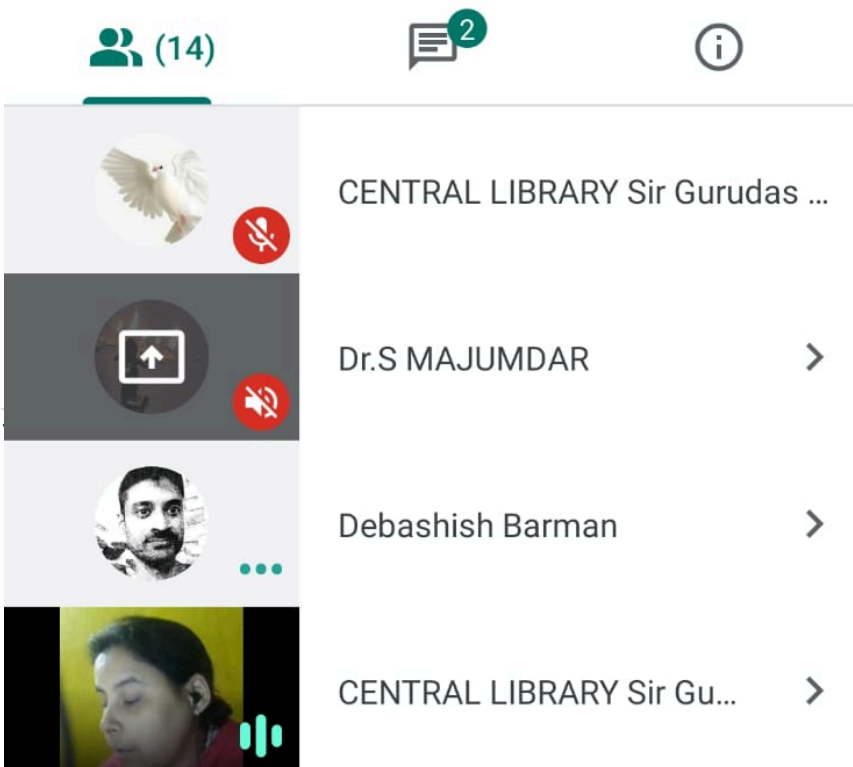 (14)
2
CENTRAL LIBRARY Sir Gurudas ...
Dr.S MAJUMDAR
Debashish Barman
CENTRAL LIBRARY Sir Gu...